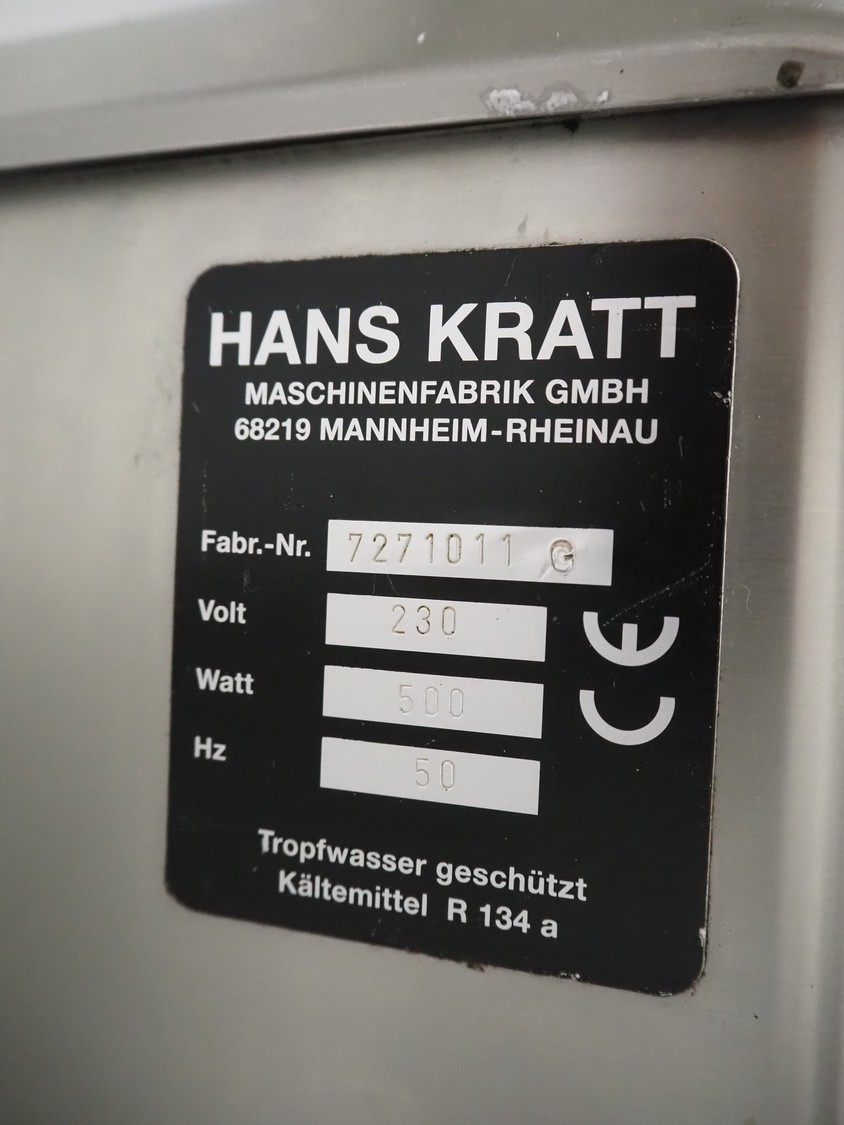 HANS KRATT
MASCHINENFABRIK GMBH
68219 MANNHEIM-RHEINAU
Fabr.-Nr. 7271011 G
Volt 230
Watt 500
Hz 50
CE
Tropfwasser geschützt
Kältemittel R 134 a